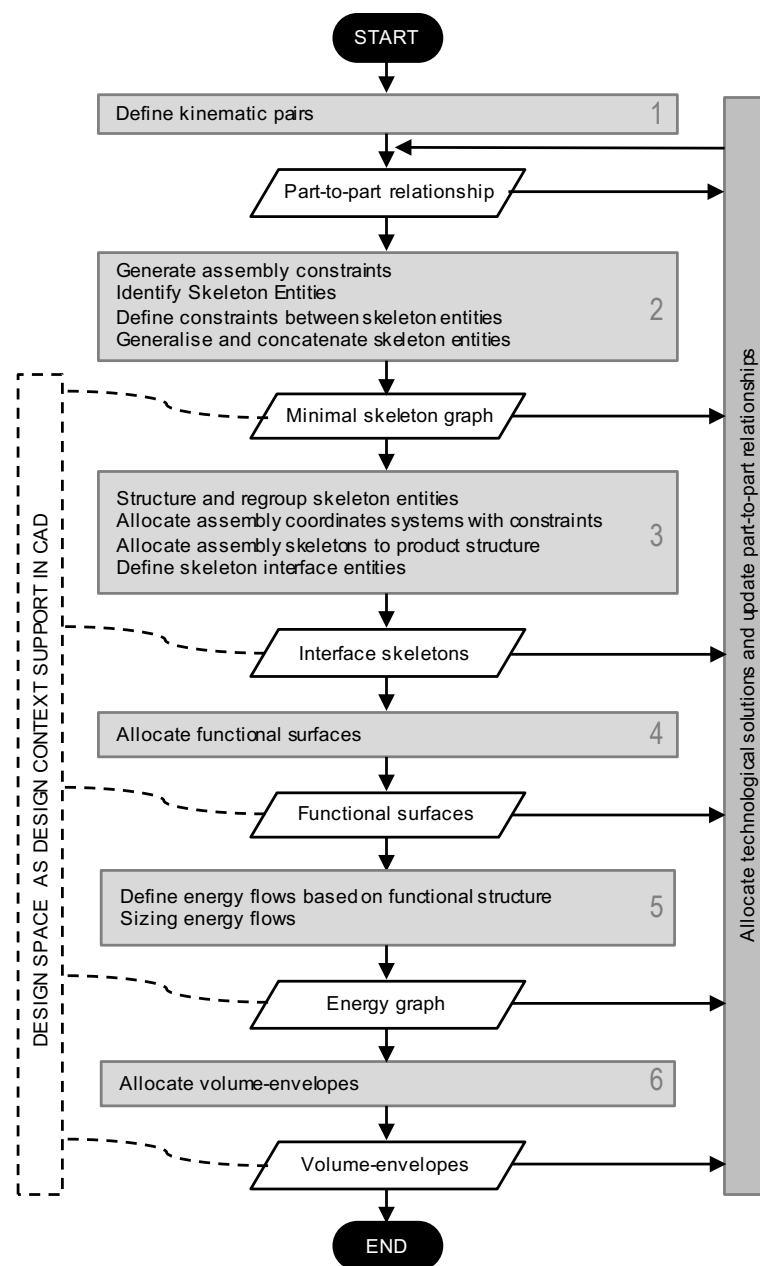 START
Define kinematic pairs
1
Part-to-part relationship
Generate assembly constraints
Identify Skeleton Entities
Define constraints between skeleton entities
Generalise and concatenate skeleton entities
2
Minimal skeleton graph
Structure and regroup skeleton entities
Allocate assembly coordinates systems with constraints
Allocate assembly skeletons to product structure
Define skeleton interface entities
3
Interface skeletons
Allocate functional surfaces
4
Functional surfaces
Define energy flows based on functional structure
Sizing energy flows
5
Energy graph
Allocate volume-envelopes
6
Volume-envelopes
END
DESIGN SPACE AS DESIGN CONTEXT SUPPORT IN CAD
Allocate technological solutions and update part-to-part relationships